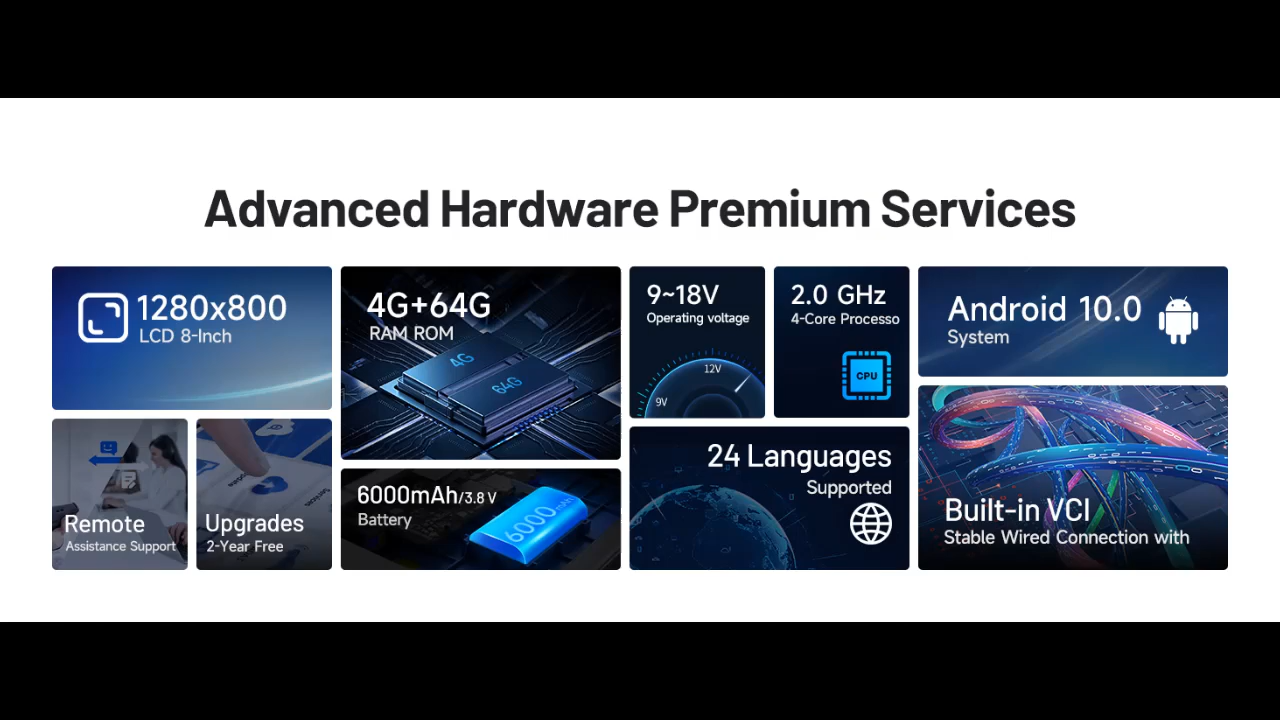 Advanced Hardware Premium Services
1280x800
LCD 8-Inch
4G+64G
RAM ROM
4G
64G
9~18V
Operating voltage
12V
9V
2.0 GHz
4-Core Processo
CPU
Android 10.0
System
Remote
Assistance Support
Upgrades
2-Year Free
6000mAh/3.8 V
Battery
6000mAh
24 Languages
Supported
Built-in VCI
Stable Wired Connection with